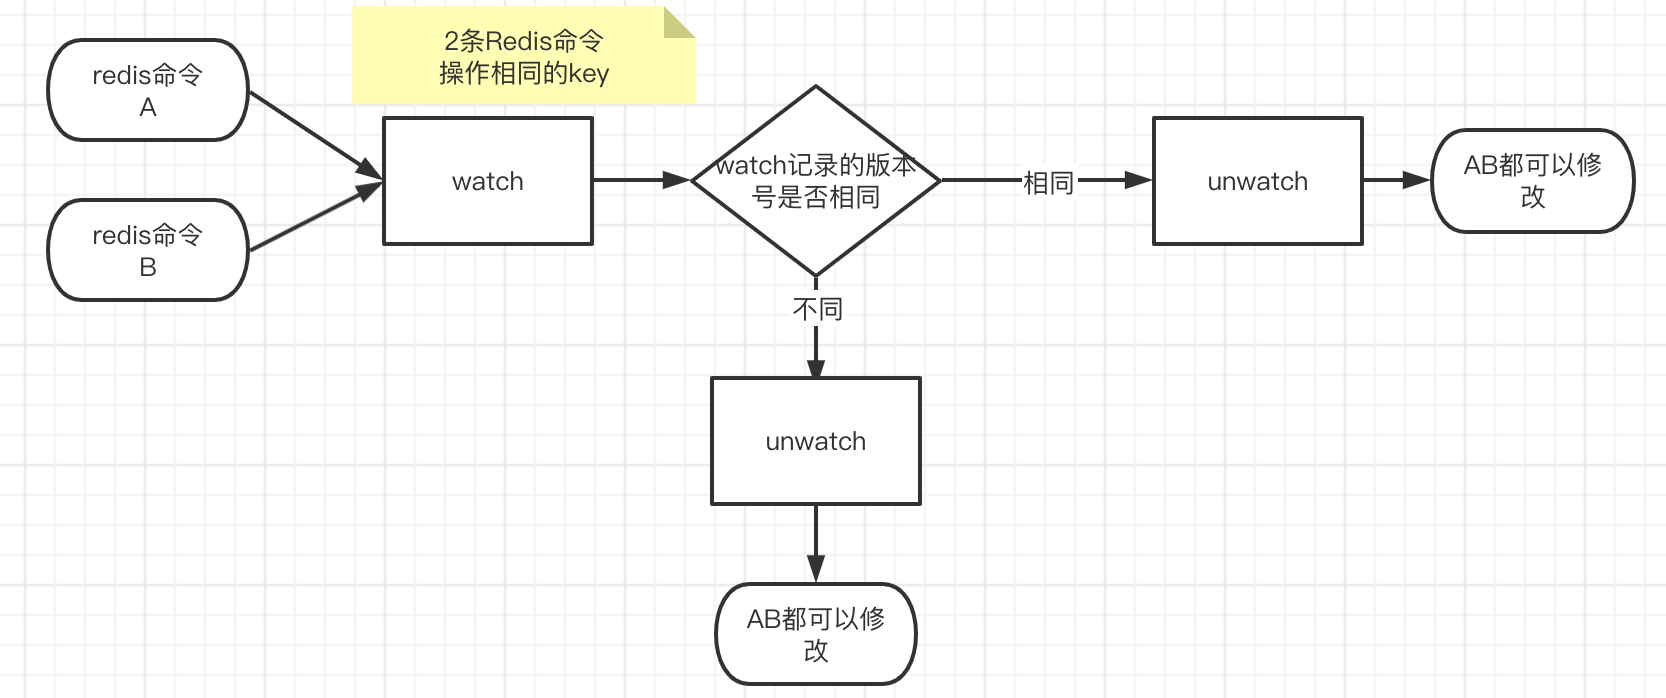 2条Redis命令
操作相同的key
redis命令
A
redis命令
B
watch
watch记录的版本
号是否相同
相同
unwatch
AB都可以修
改
不同
unwatch
AB都可以修
改